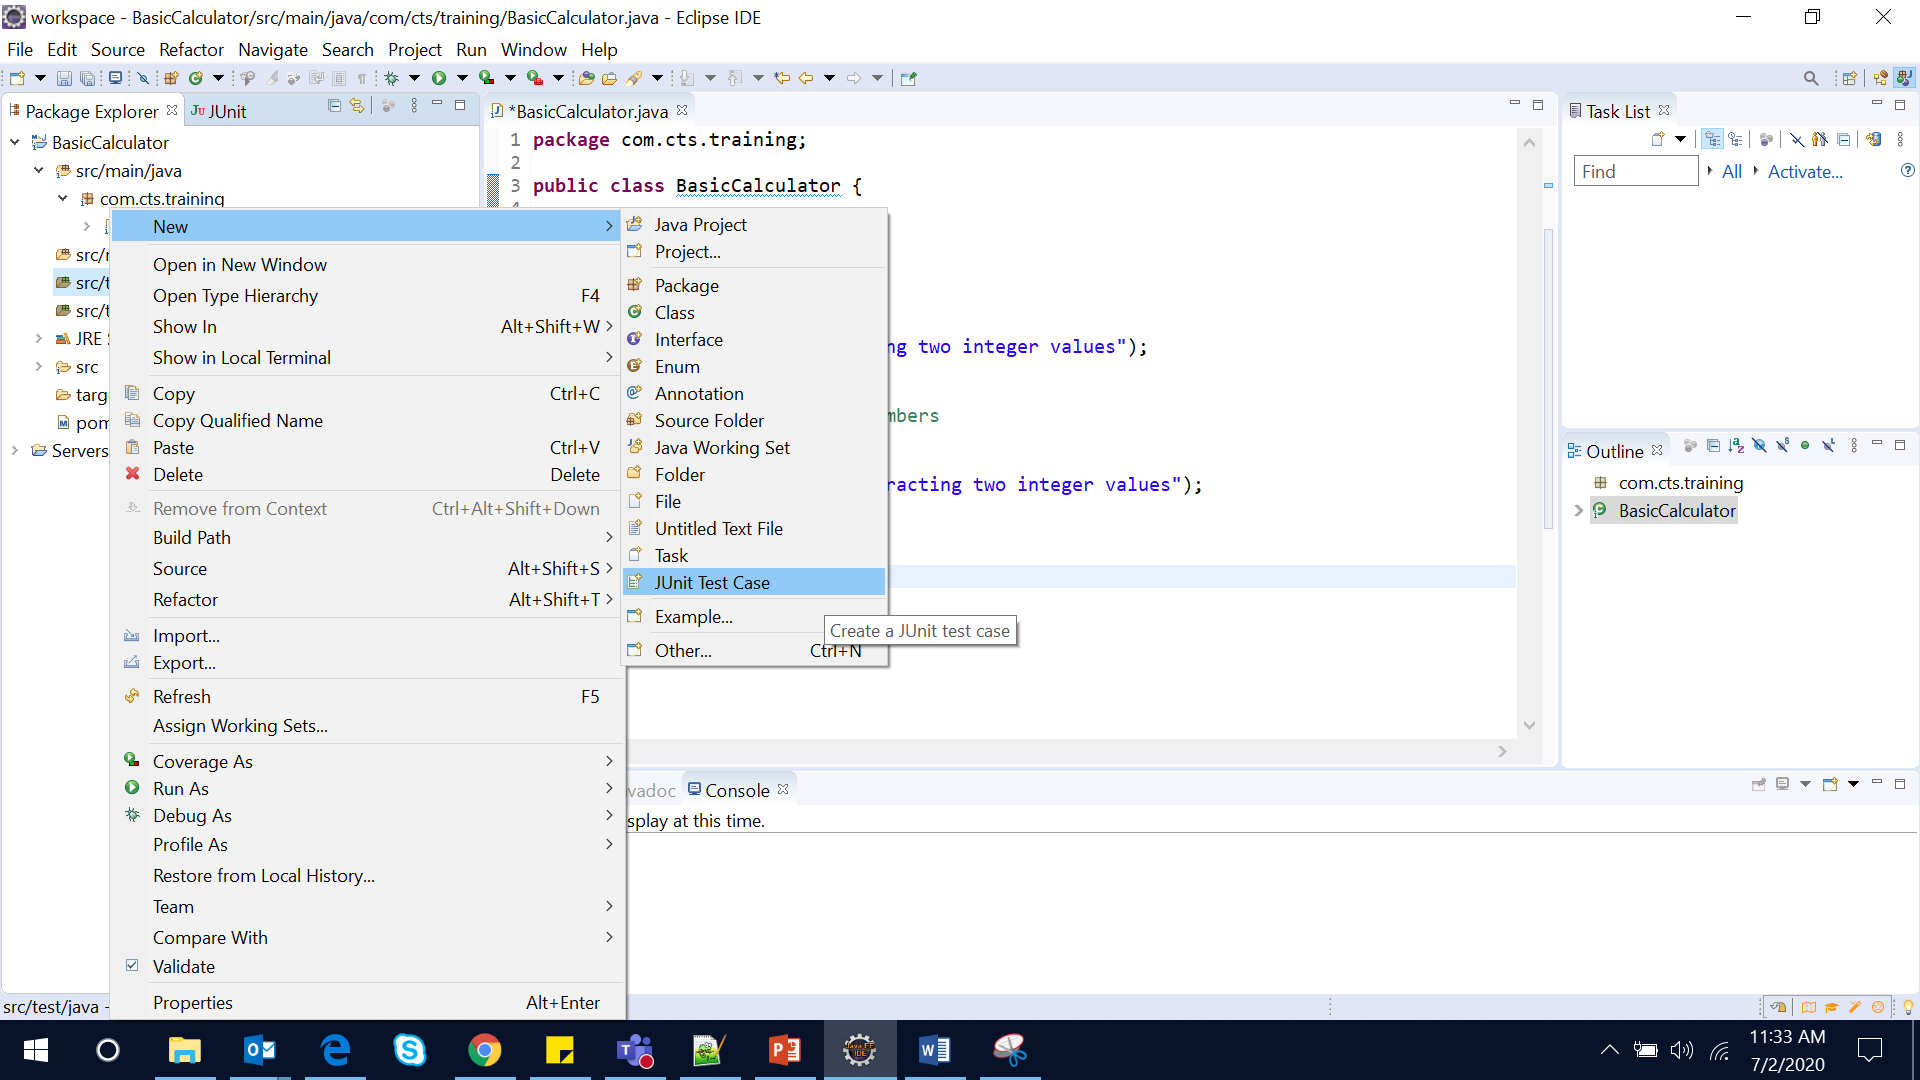 workspace - BasicCalculator/src/main/java/com/cts/training/BasicCalculator.java - Eclipse IDE
File Edit Source Refactor Navigate Search Project Run Window Help
Package Explorer
JUnit
BasicCalculator
src/main/java
com.cts.training
src/
src/t
src/t
JRE
src
targ
pom
Servers
*BasicCalculator.java
1 package com.cts.training;
2
3 public class BasicCalculator {
ng two integer values");
mbers
racting two integer values");
New
Open in New Window
Open Type Hierarchy F4
Show In Alt+Shift+W
Show in Local Terminal
Copy Ctrl+C
Copy Qualified Name
Paste Ctrl+V
Delete Delete
Remove from Context Ctrl+Alt+Shift+Down
Build Path
Source Alt+Shift+S
Refactor Alt+Shift+T
Import...
Export...
Refresh F5
Assign Working Sets...
Coverage As
Run As
Debug As
Profile As
Restore from Local History...
Team
Compare With
Validate
Properties Alt+Enter
Java Project
Project...
Package
Class
Interface
Enum
Annotation
Source Folder
Java Working Set
Folder
File
Untitled Text File
Task
JUnit Test Case
Example...
Other... Ctrl+N
Create a JUnit test case
Task List
Find All Activate...
Outline
com.cts.training
BasicCalculator
vadoc Console
splay at this time.
src/test/java -
11:33 AM
7/2/2020